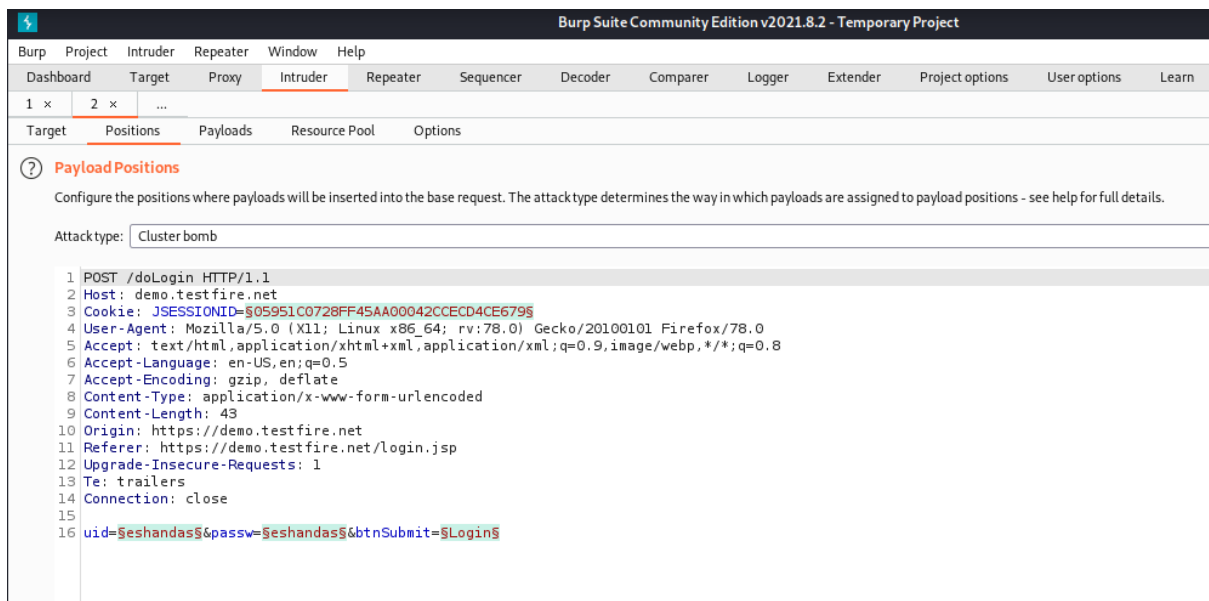 Burp Suite Community Edition v2021.8.2 - Temporary Project
Burp Project Intruder Repeater Window Help
Dashboard Target Proxy Intruder Repeater Sequencer Decoder Comparer Logger Extender Project options User options Learn
1 × 2 × ...
Target Positions Payloads Resource Pool Options
? Payload Positions
Configure the positions where payloads will be inserted into the base request. The attack type determines the way in which payloads are assigned to payload positions - see help for full details.
Attack type: Cluster bomb
1 POST /doLogin HTTP/1.1
2 Host: demo.testfire.net
3 Cookie: JSESSIONID=§05951C0728FF45AA00042CCECD4CE679§
4 User-Agent: Mozilla/5.0 (X11; Linux x86_64; rv:78.0) Gecko/20100101 Firefox/78.0
5 Accept: text/html,application/xhtml+xml,application/xml;q=0.9,image/webp,*/*;q=0.8
6 Accept-Language: en-US,en;q=0.5
7 Accept-Encoding: gzip, deflate
8 Content-Type: application/x-www-form-urlencoded
9 Content-Length: 43
10 Origin: https://demo.testfire.net
11 Referer: https://demo.testfire.net/login.jsp
12 Upgrade-Insecure-Requests: 1
13 Te: trailers
14 Connection: close
15
16 uid=§eshandas§&passw=§eshandas§&btnSubmit=§Login§